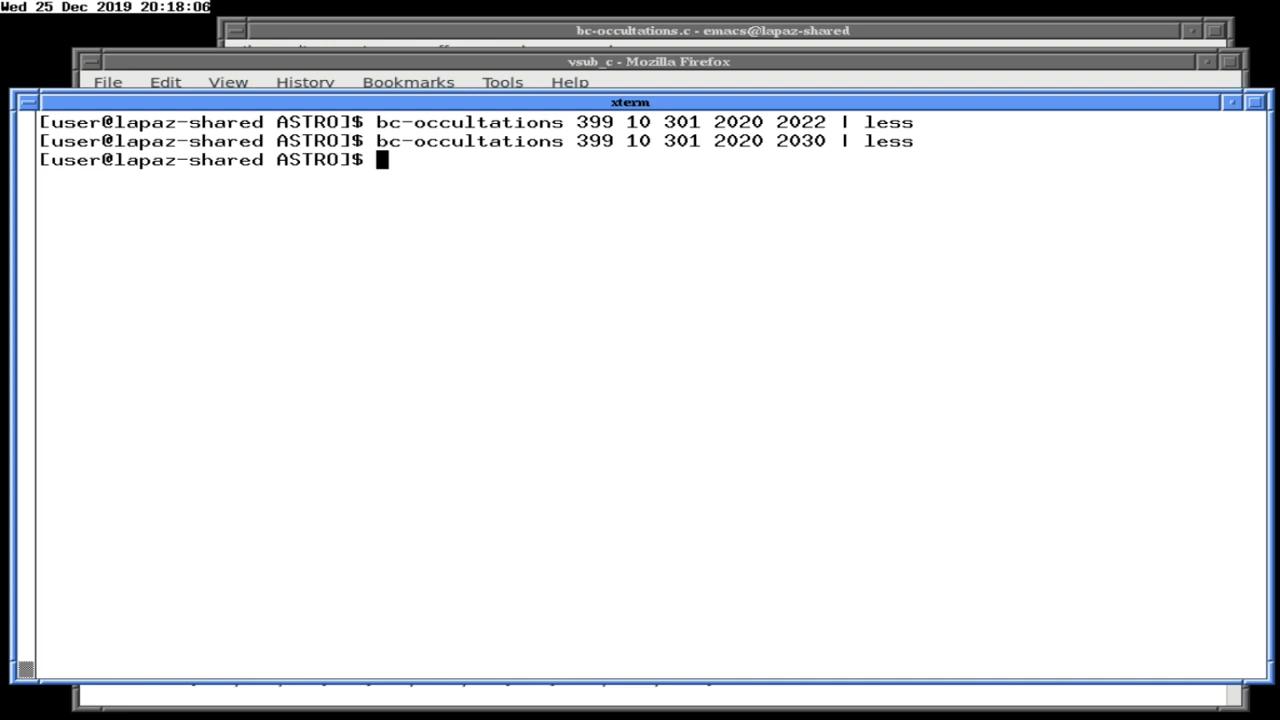 Wed 25 Dec 2019 20:18:06
bc-occultations.c - emacs@lapaz-shared
vsub_c - Mozilla Firefox
File Edit View History Bookmarks Tools Help
xterm
[user@lapaz-shared ASTRO]$ bc-occultations 399 10 301 2020 2022 | less
[user@lapaz-shared ASTRO]$ bc-occultations 399 10 301 2020 2030 | less
[user@lapaz-shared ASTRO]$